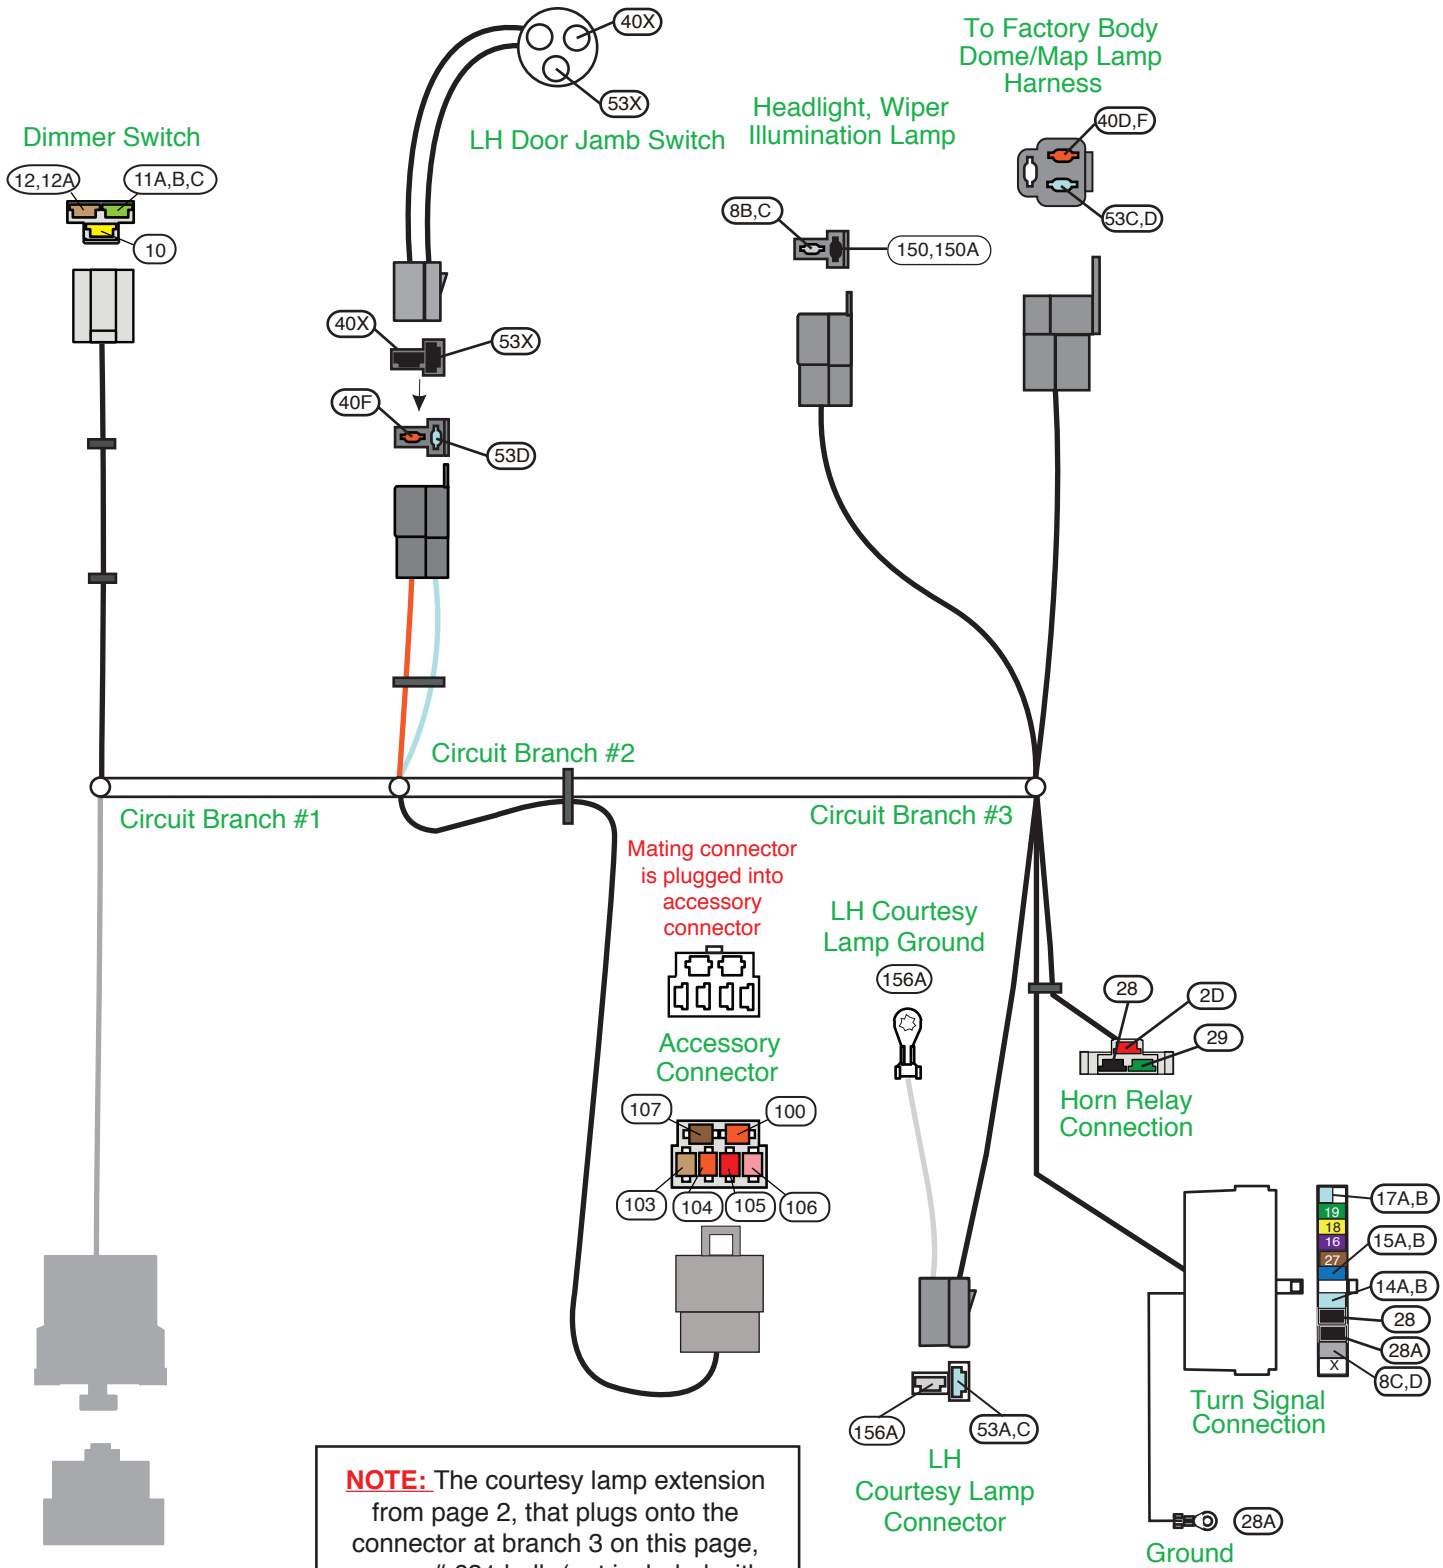 40X
53X
LH Door Jamb Switch
To Factory Body
Dome/Map Lamp
Harness
40D,F
53C,D
Headlight, Wiper
Illumination Lamp
8B,C
150,150A
Dimmer Switch
12,12A
11A,B,C
10
40X
53X
40F
53D
Circuit Branch #2
Circuit Branch #1
Circuit Branch #3
Mating connector
is plugged into
accessory
connector
Accessory
Connector
107
100
103
104
105
106
LH Courtesy
Lamp Ground
156A
28
2D
29
Horn Relay
Connection
17A,B
19
18
16
27
15A,B
14A,B
28
28A
X
8C,D
Turn Signal
Connection
156A
53A,C
LH
Courtesy Lamp
Connector
28A
Ground
NOTE: The courtesy lamp extension
from page 2, that plugs onto the
connector at branch 3 on this page,